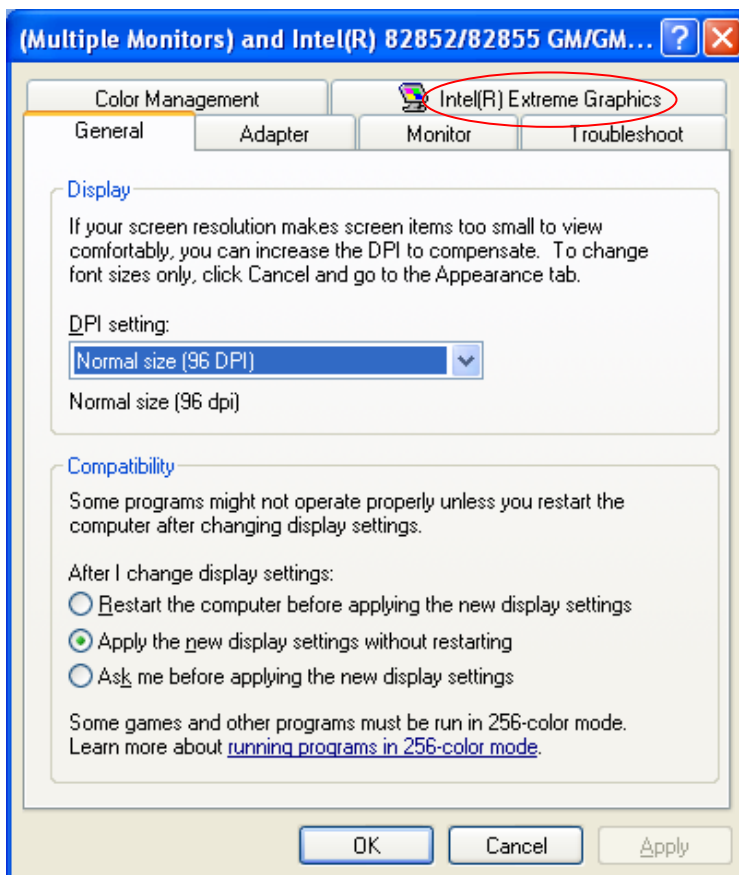 (Multiple Monitors) and Intel(R) 82852/82855 GM/GM...
Color Management
Intel(R) Extreme Graphics
General
Adapter
Monitor
Troubleshoot
Display
If your screen resolution makes screen items too small to view
comfortably, you can increase the DPI to compensate. To change
font sizes only, click Cancel and go to the Appearance tab.
DPI setting:
Normal size (96 DPI)
Normal size (96 dpi)
Compatibility
Some programs might not operate properly unless you restart the
computer after changing display settings.
After I change display settings:
Restart the computer before applying the new display settings
Apply the new display settings without restarting
Ask me before applying the new display settings
Some games and other programs must be run in 256-color mode.
Learn more about running programs in 256-color mode.
OK
Cancel
Apply